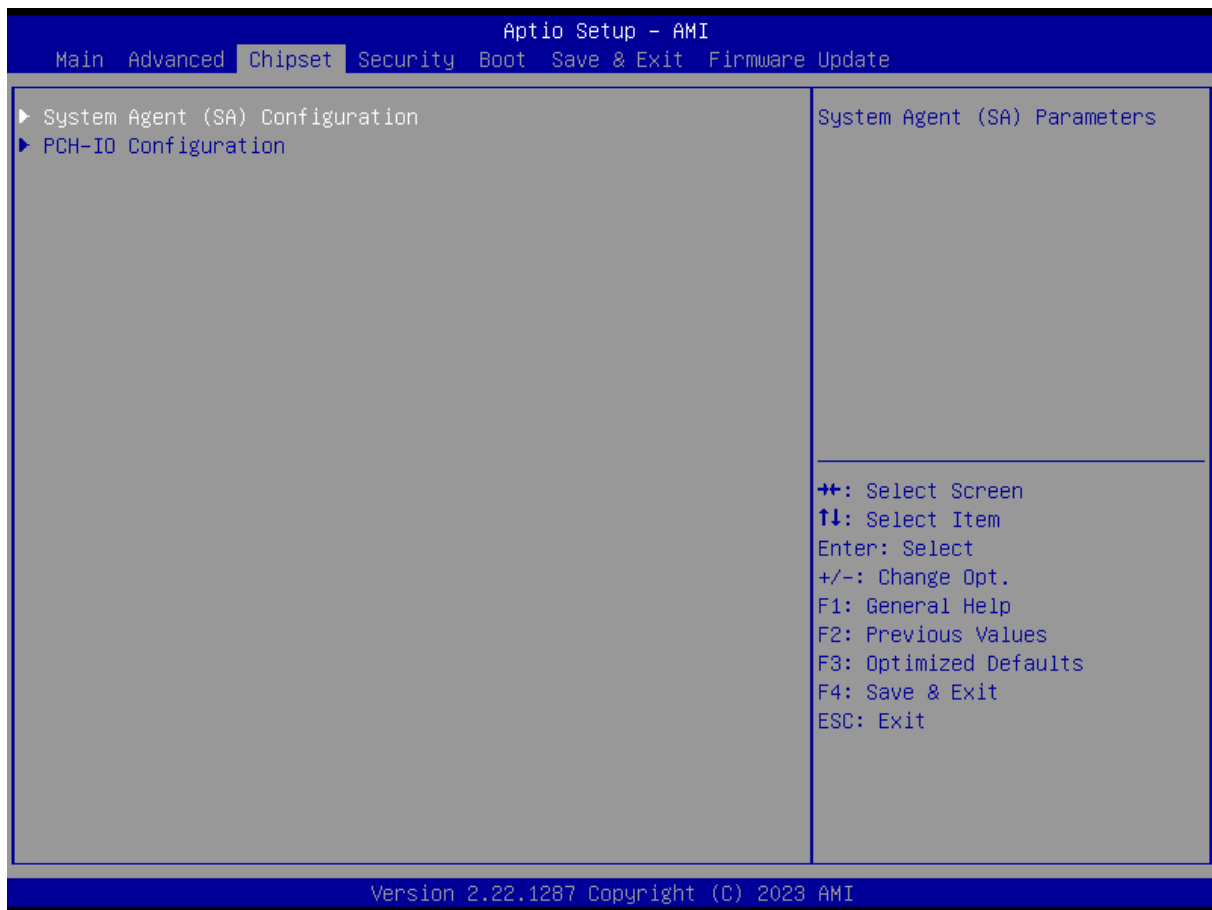 Aptio Setup – AMI
Main Advanced Chipset Security Boot Save & Exit Firmware Update
▶ System Agent (SA) Configuration
▶ PCH-IO Configuration
System Agent (SA) Parameters
→←: Select Screen
↑↓: Select Item
Enter: Select
+/-: Change Opt.
F1: General Help
F2: Previous Values
F3: Optimized Defaults
F4: Save & Exit
ESC: Exit
Version 2.22.1287 Copyright (C) 2023 AMI